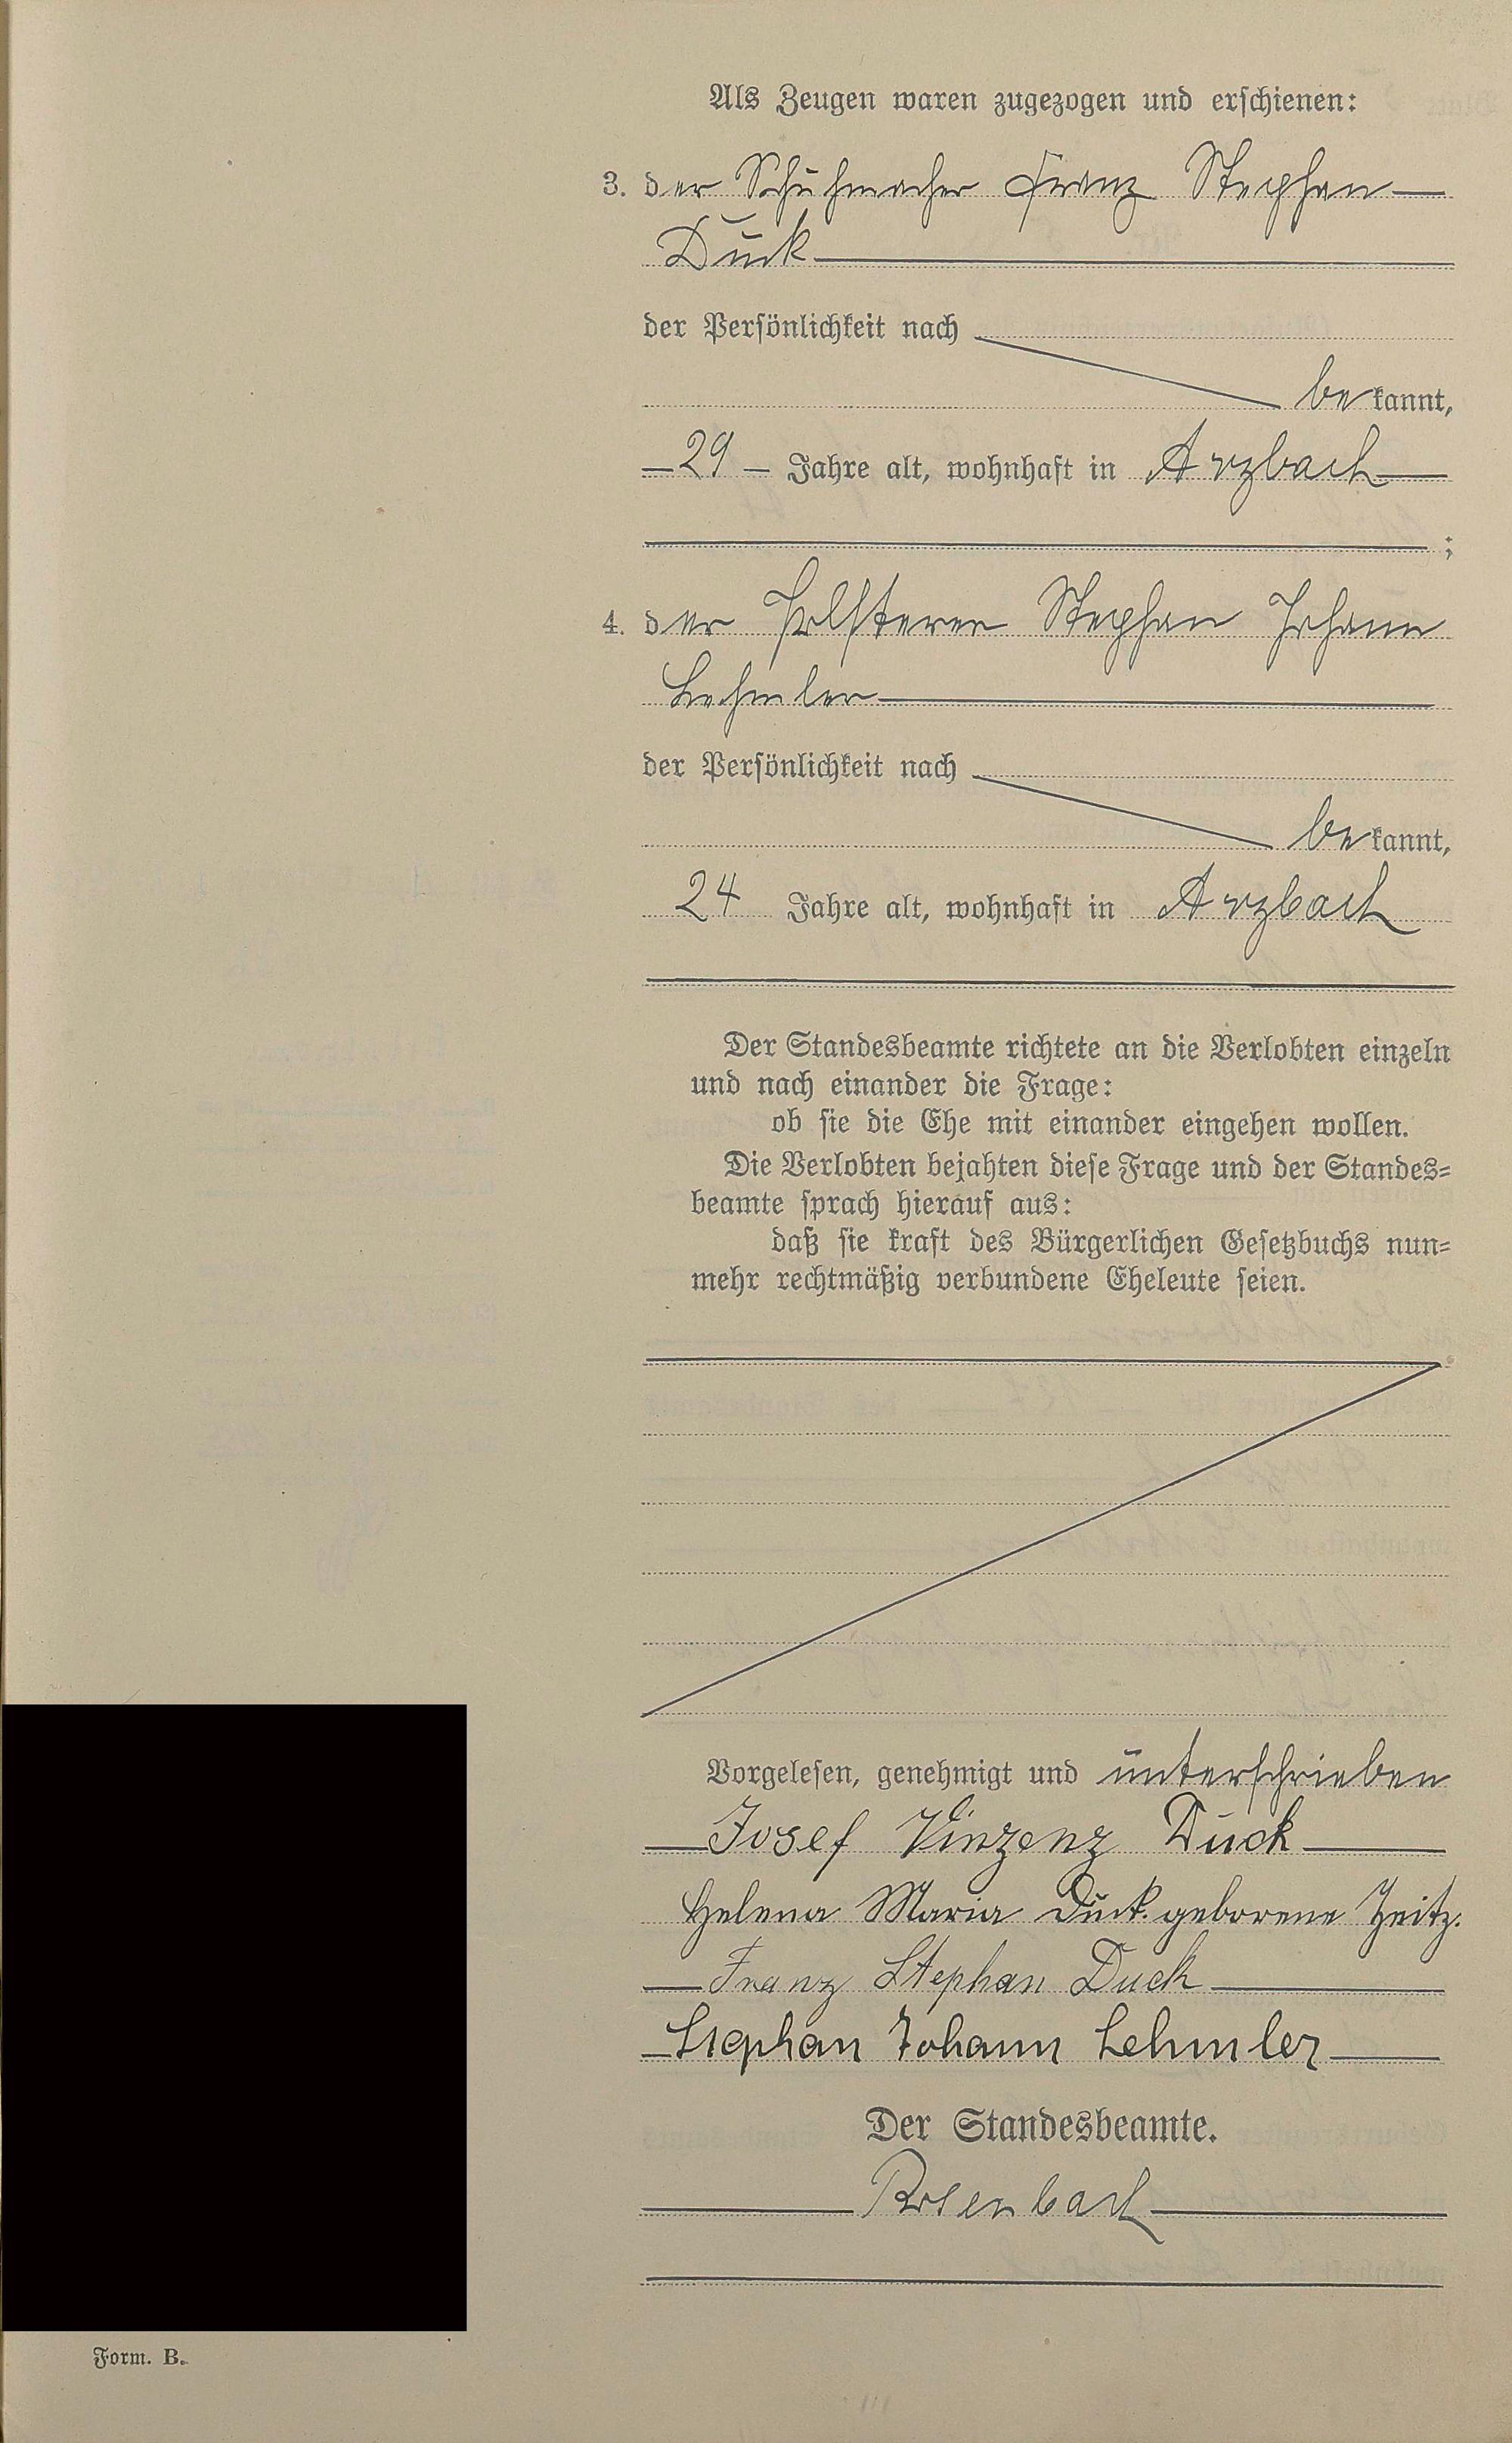 Als Zeugen waren zugezogen und erschienen:
3. der Schuhmacher Franz Stephan
Duck
der Persönlichkeit nach
bekannt,
29 Jahre alt, wohnhaft in Arzbach
;
4. der Polsterer Stephan Johann
Lehmler
der Persönlichkeit nach
bekannt,
24 Jahre alt, wohnhaft in Arzbach
Der Standesbeamte richtete an die Verlobten einzeln
und nach einander die Frage:
ob sie die Ehe mit einander eingehen wollen.
Die Verlobten bejahten diese Frage und der Standes=
beamte sprach hierauf aus:
daß sie kraft des Bürgerlichen Gesetzbuchs nun=
mehr rechtmäßig verbundene Eheleute seien.
Vorgelesen, genehmigt und unterschrieben
Josef Vinzenz Duck
Helena Maria Duck geborene Zeitz.
Franz Stephan Duck
Stephan Johann Lehmler
Der Standesbeamte.
Rosenbach
Form. B.